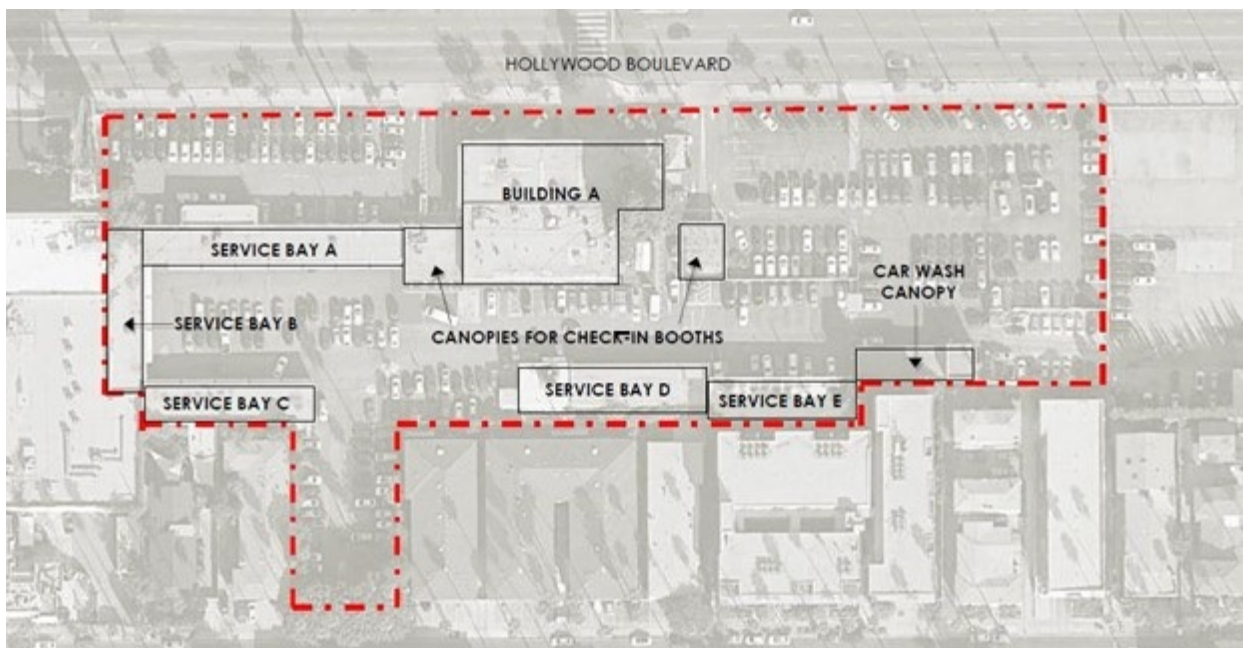 HOLLYWOOD BOULEVARD
BUILDING A
SERVICE BAY A
CAR WASH
CANOPY
SERVICE BAY B
CANOPIES FOR CHECK-IN BOOTHS
SERVICE BAY D
SERVICE BAY C
SERVICE BAY E